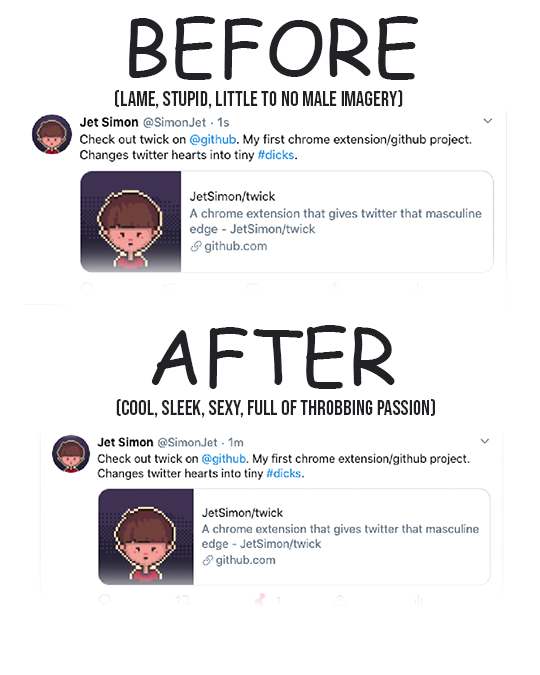 BEFORE
(LAME, STUPID, LITTLE TO NO MALE IMAGERY)
Jet Simon @SimonJet · 1s
Check out twick on @github. My first chrome extension/github project.
Changes twitter hearts into tiny #dicks.
JetSimon/twick
A chrome extension that gives twitter that masculine
edge - JetSimon/twick
github.com
AFTER
(COOL, SLEEK, SEXY, FULL OF THROBBING PASSION)
Jet Simon @SimonJet · 1m
Check out twick on @github. My first chrome extension/github project.
Changes twitter hearts into tiny #dicks.
JetSimon/twick
A chrome extension that gives twitter that masculine
edge - JetSimon/twick
github.com
1